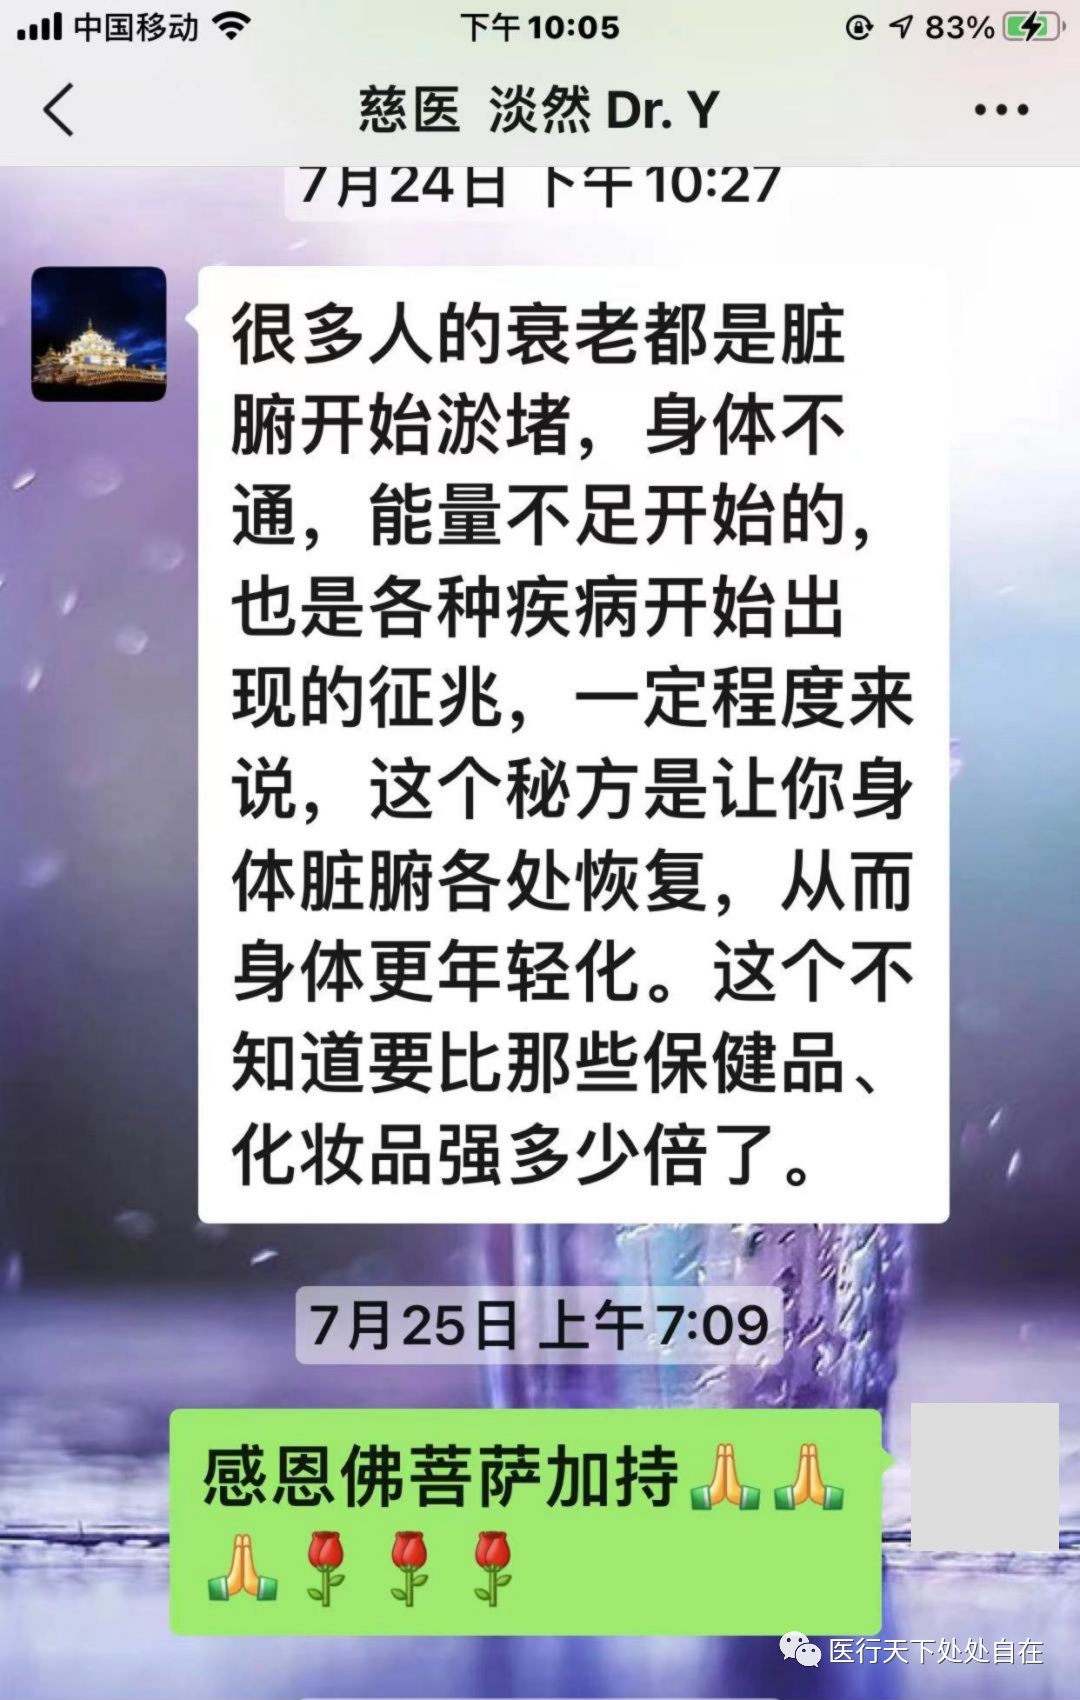 中国移动 下午10:05 83%
慈医 淡然 Dr. Y
7月24日 下午10:27
很多人的衰老都是脏
腑开始淤堵，身体不
通，能量不足开始的，
也是各种疾病开始出
现的征兆，一定程度来
说，这个秘方是让你身
体脏腑各处恢复，从而
身体更年轻化。这个不
知道要比那些保健品、
化妆品强多少倍了。
7月25日 上午7:09
感恩佛菩萨加持🙏🙏
🙏🌹🌹🌹
医行天下处处自在